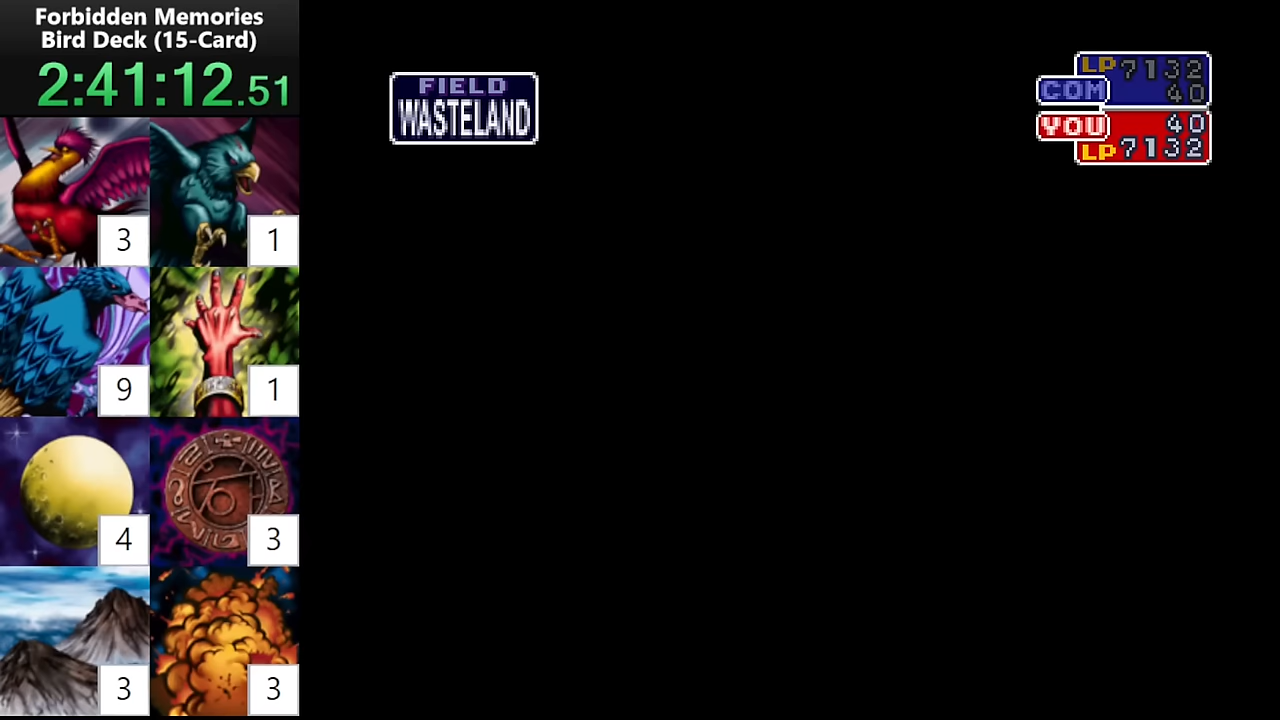 Forbidden Memories
Bird Deck (15-Card)
2:41:12.51
3
1
9
1
4
3
3
3
FIELD
WASTELAND
LP 7132
COM 40
YOU 40
LP 7132